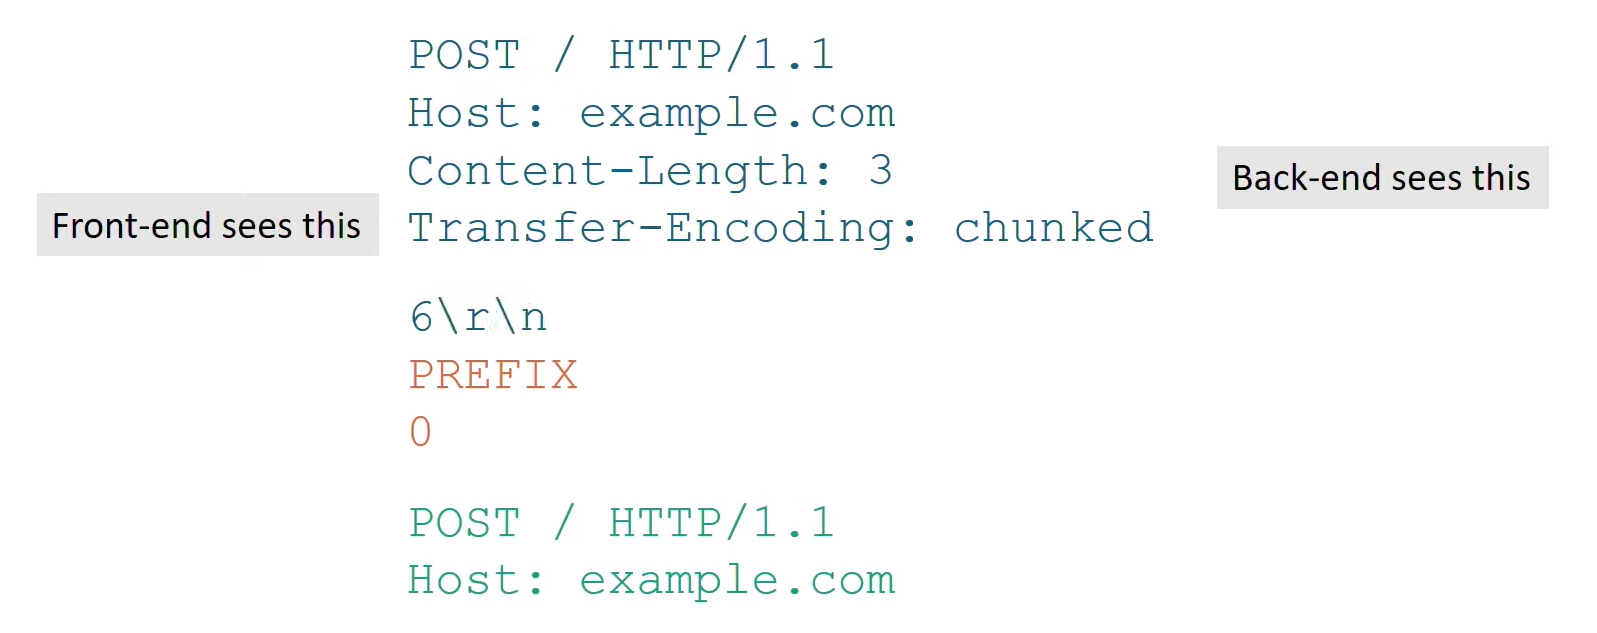 POST / HTTP/1.1
Host: example.com
Content-Length: 3
Back-end sees this
Front-end sees this
Transfer-Encoding: chunked
6\r\n
PREFIX
0
POST / HTTP/1.1
Host: example.com